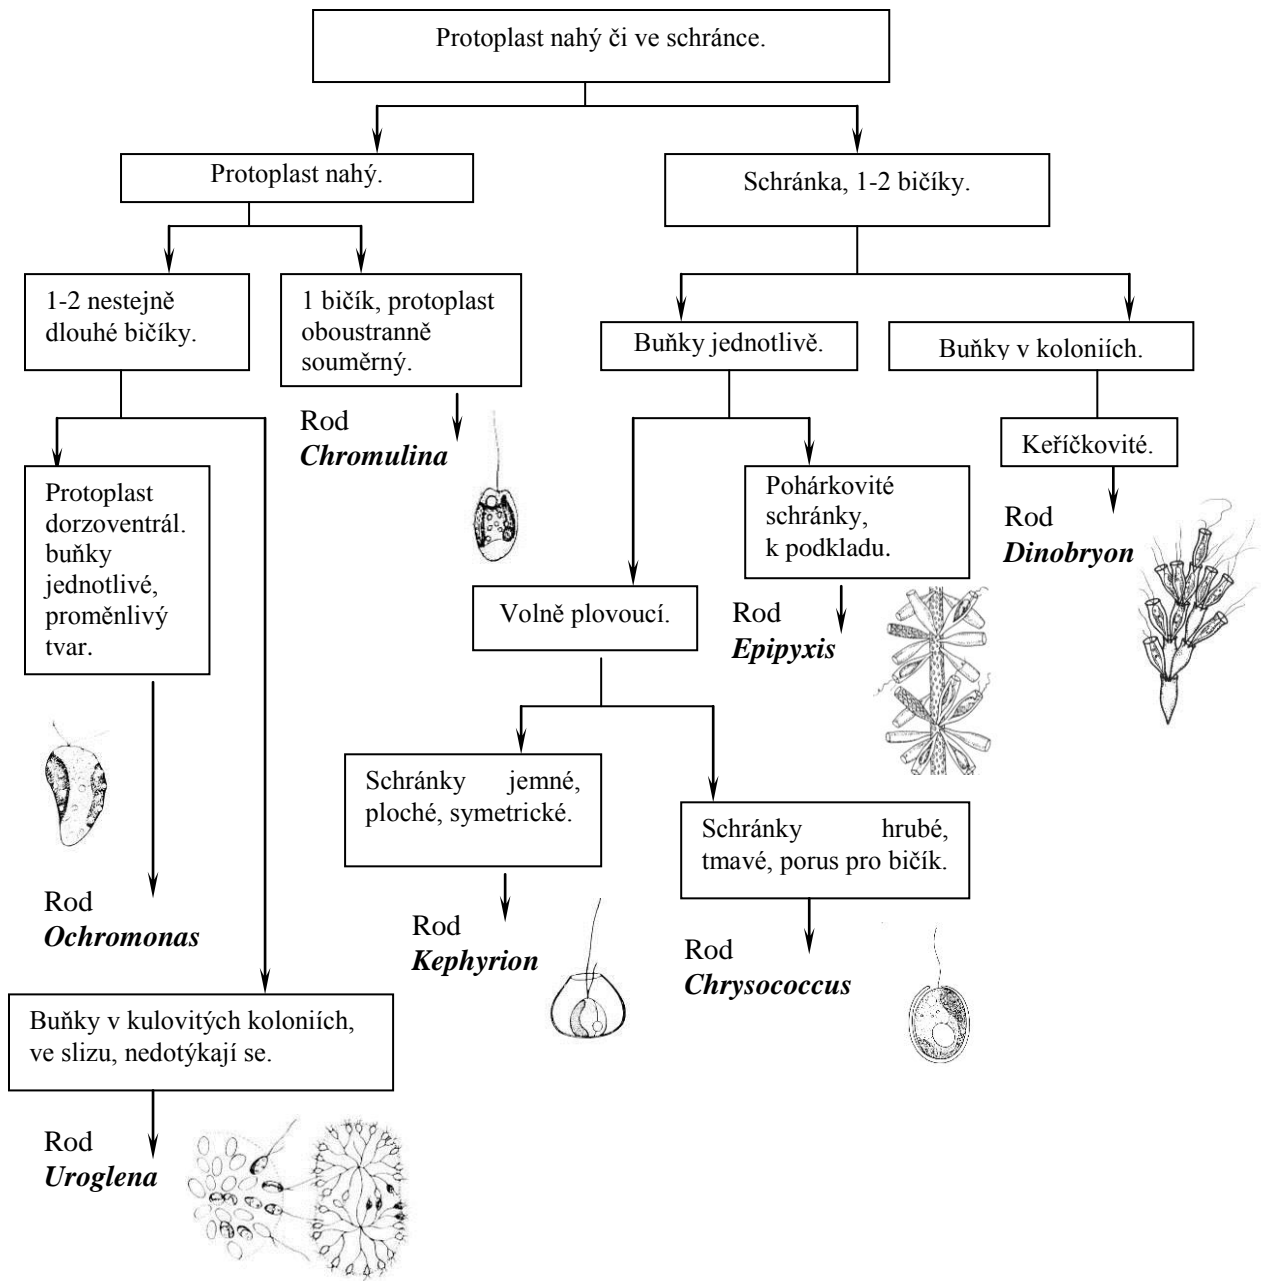 Protoplast nahý či ve schránce.
Protoplast nahý.
Schránka, 1-2 bičíky.
1-2 nestejně
dlouhé bičíky.
1 bičík, protoplast
oboustranně
souměrný.
Buňky jednotlivě.
Buňky v koloniích.
Rod
Chromulina
Keříčkovité.
Protoplast
dorzoventrál.
buňky
jednotlivé,
proměnlivý
tvar.
Pohárkovité
schránky,
k podkladu.
Rod
Dinobryon
Volně plovoucí.
Rod
Epipyxis
Schránky jemné,
ploché, symetrické.
Schránky hrubé,
tmavé, porus pro bičík.
Rod
Ochromonas
Rod
Kephyrion
Rod
Chrysococcus
Buňky v kulovitých koloniích,
ve slizu, nedotýkají se.
Rod
Uroglena